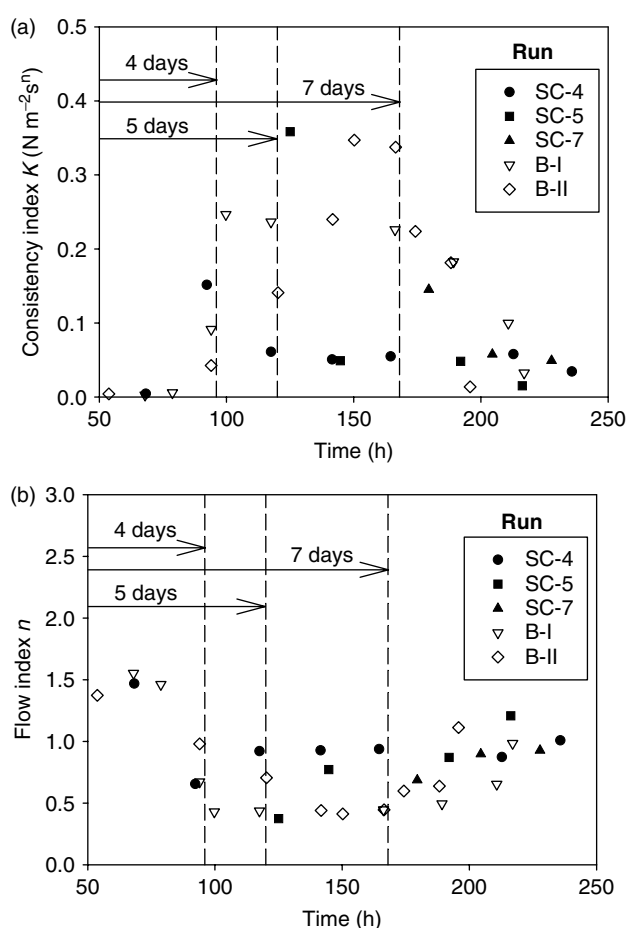 (a)
Consistency index K (N m⁻²sⁿ)
0.5
0.4
0.3
0.2
0.1
0.0
4 days
7 days
5 days
Run
SC-4
SC-5
SC-7
B-I
B-II
50 100 150 200 250
Time (h)
(b)
Flow index n
3.0
2.5
2.0
1.5
1.0
0.5
0.0
4 days
7 days
5 days
Run
SC-4
SC-5
SC-7
B-I
B-II
50 100 150 200 250
Time (h)